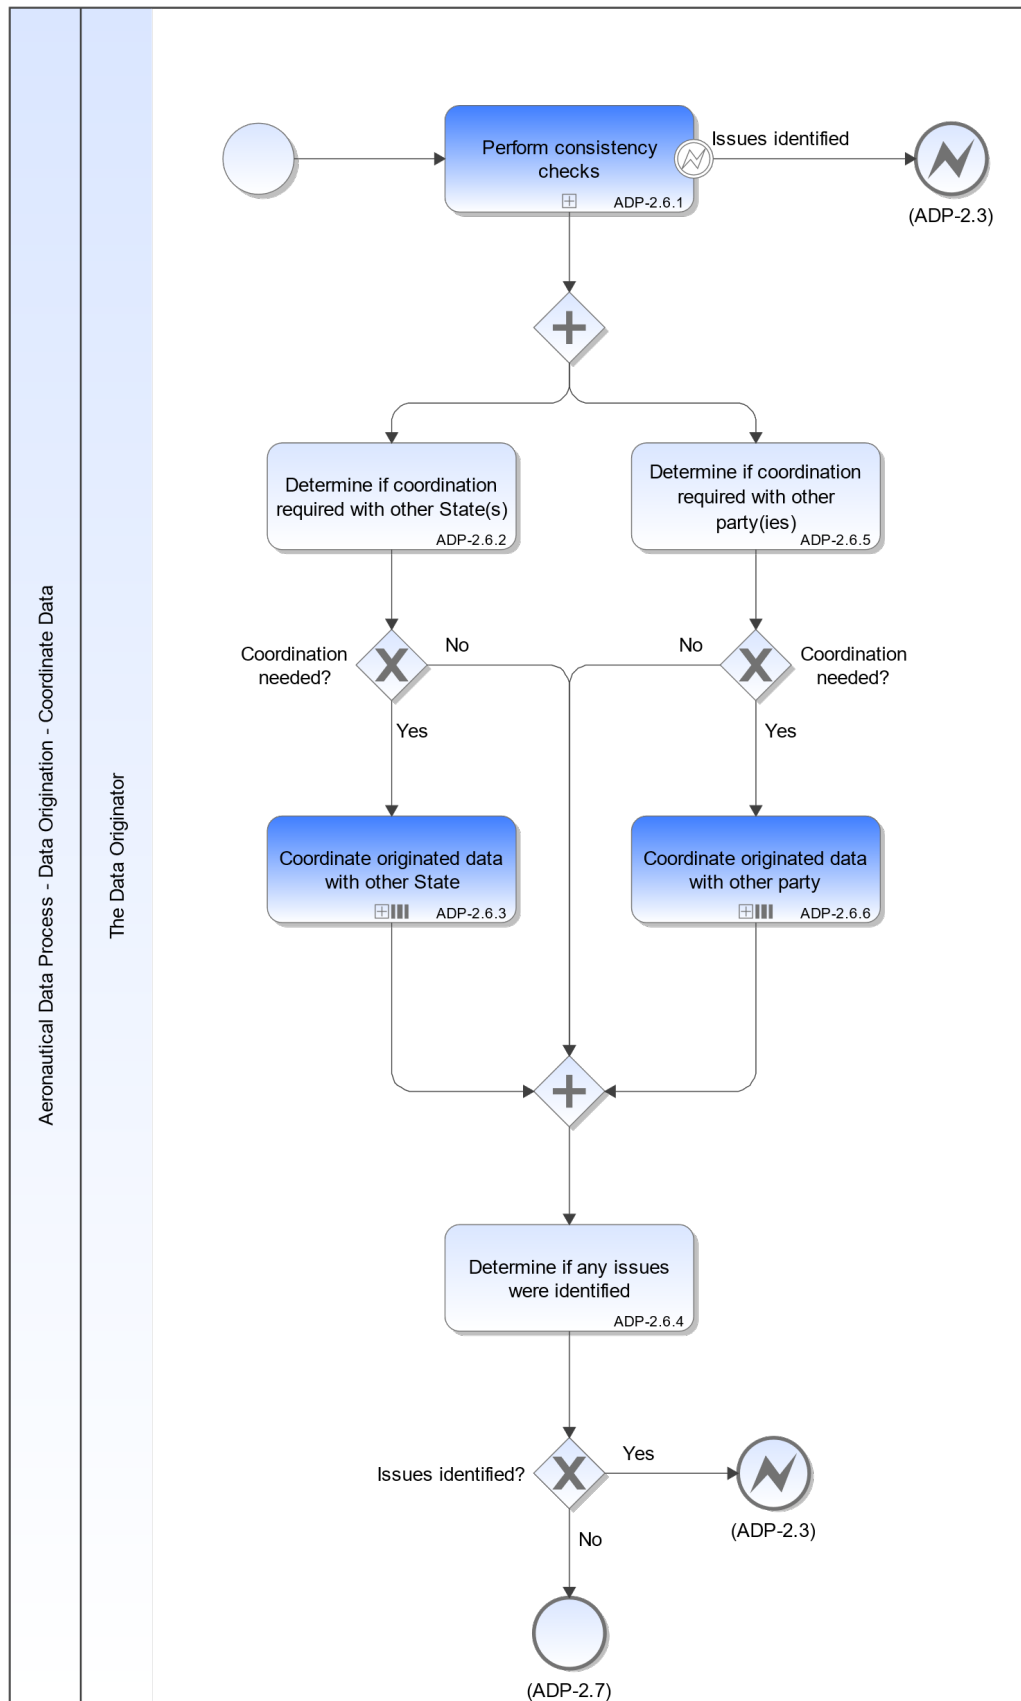 Aeronautical Data Process - Data Origination - Coordinate Data
The Data Originator
Perform consistency
checks
ADP-2.6.1
Issues identified
(ADP-2.3)
Determine if coordination
required with other State(s)
ADP-2.6.2
Determine if coordination
required with other
party(ies)
ADP-2.6.5
Coordination
needed?
No
Yes
No
Coordination
needed?
Yes
Coordinate originated data
with other State
ADP-2.6.3
Coordinate originated data
with other party
ADP-2.6.6
Determine if any issues
were identified
ADP-2.6.4
Issues identified?
Yes
(ADP-2.3)
No
(ADP-2.7)